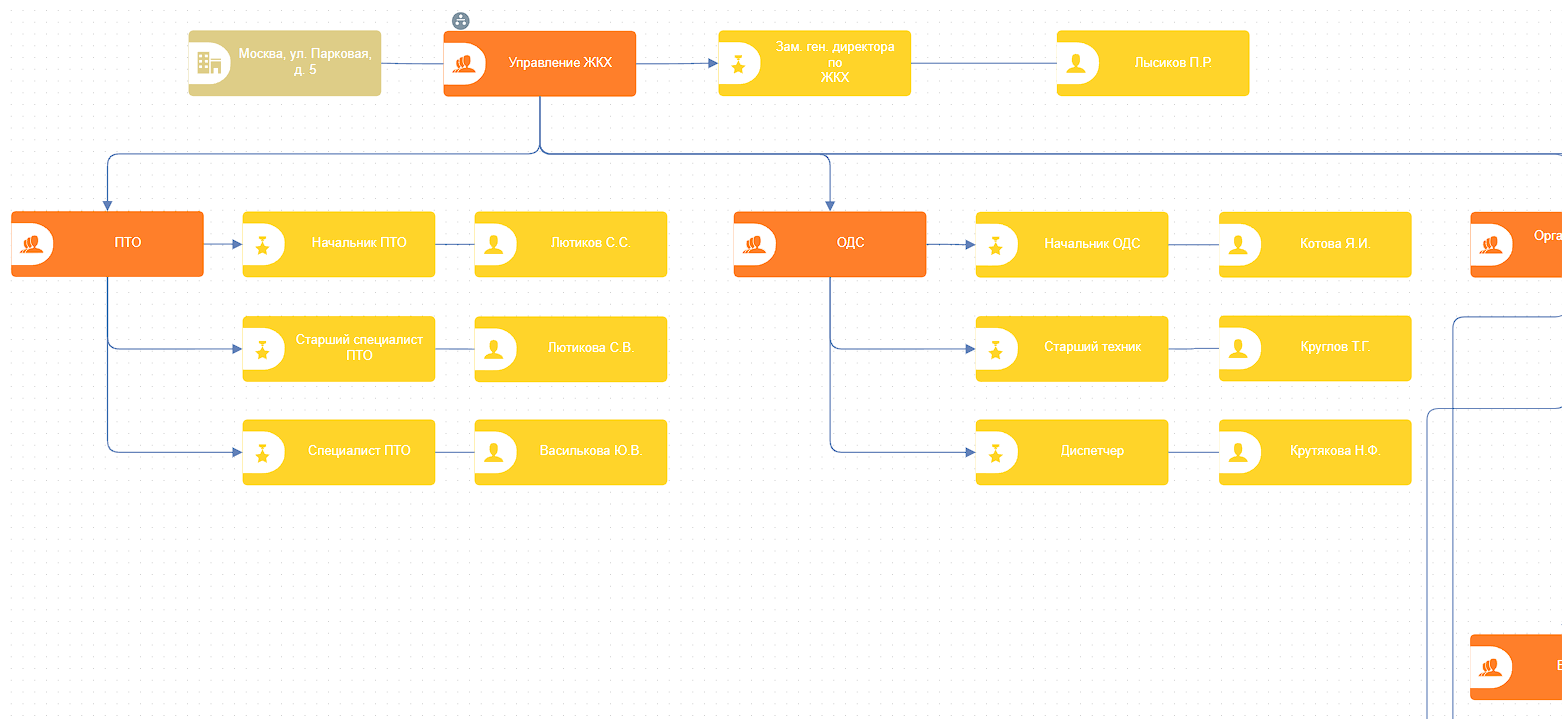 Москва, ул. Парковая,
д. 5
Управление ЖКХ
Зам. ген. директора
по
ЖКХ
Лысиков П.Р.
ПТО
Начальник ПТО
Лютиков С.С.
ОДС
Начальник ОДС
Котова Я.И.
Орга
Старший специалист
ПТО
Лютикова С.В.
Старший техник
Круглов Т.Г.
Специалист ПТО
Василькова Ю.В.
Диспетчер
Крутякова Н.Ф.